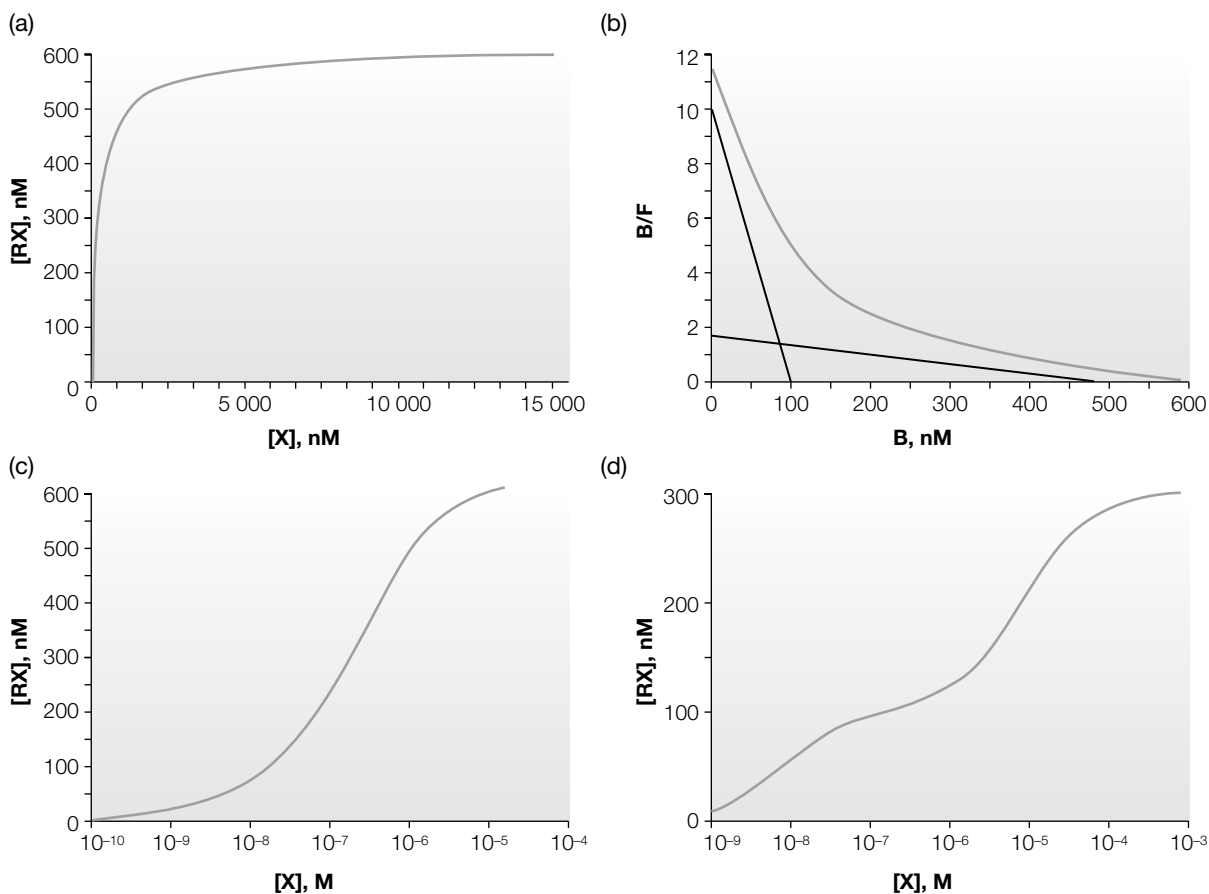 (a)
600
500
400
300
200
100
0
[RX], nM
0 5 000 10 000 15 000
[X], nM
(b)
12
10
8
6
4
2
0
B/F
0 100 200 300 400 500 600
B, nM
(c)
600
500
400
300
200
100
0
[RX], nM
10⁻¹⁰ 10⁻⁹ 10⁻⁸ 10⁻⁷ 10⁻⁶ 10⁻⁵ 10⁻⁴
[X], M
(d)
300
200
100
0
[RX], nM
10⁻⁹ 10⁻⁸ 10⁻⁷ 10⁻⁶ 10⁻⁵ 10⁻⁴ 10⁻³
[X], M